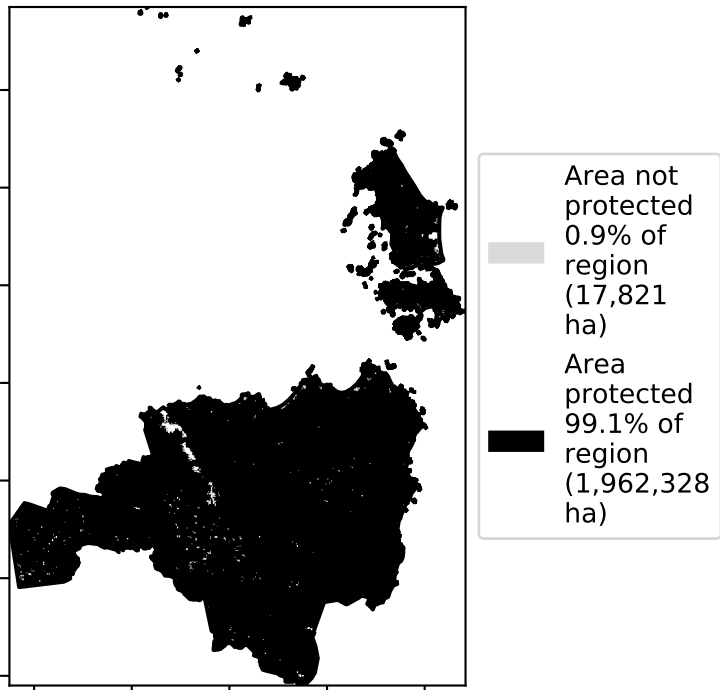 Area not
protected
0.9% of
region
(17,821
ha)
Area
protected
99.1% of
region
(1,962,328
ha)